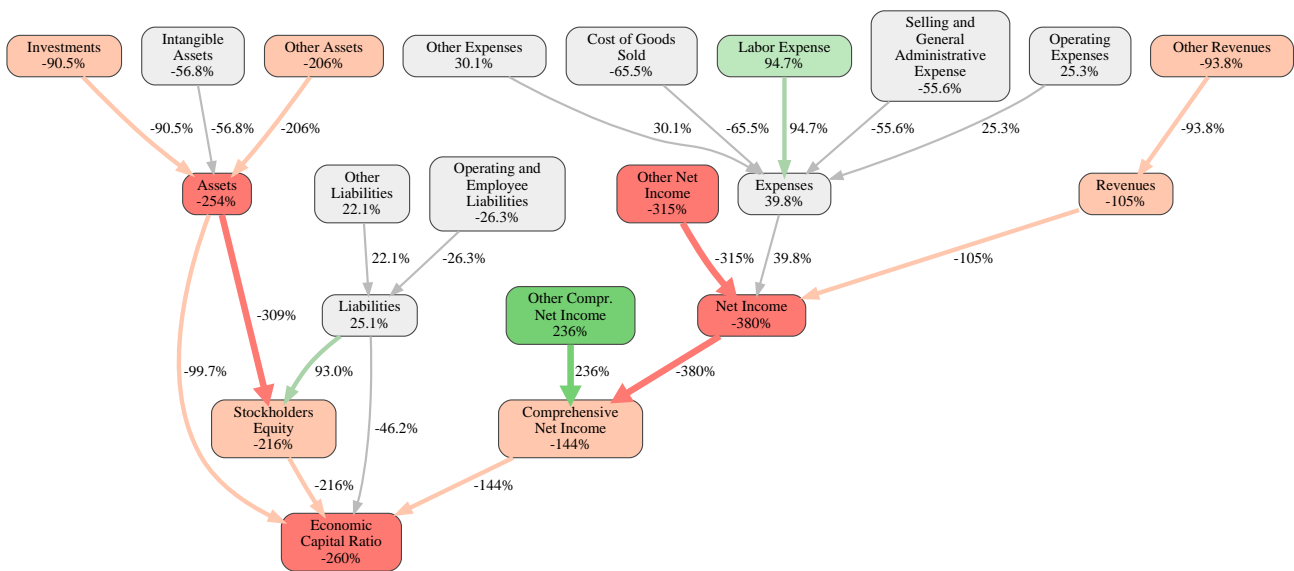 Investments
-90.5%
Intangible
Assets
-56.8%
Other Assets
-206%
Other Expenses
30.1%
Cost of Goods
Sold
-65.5%
Labor Expense
94.7%
Selling and
General
Administrative
Expense
-55.6%
Operating
Expenses
25.3%
Other Revenues
-93.8%
-90.5%
-56.8%
-206%
30.1%
-65.5%
94.7%
-55.6%
25.3%
-93.8%
Assets
-254%
Other
Liabilities
22.1%
Operating and
Employee
Liabilities
-26.3%
Other Net
Income
-315%
Expenses
39.8%
Revenues
-105%
22.1%
-26.3%
-315%
39.8%
-105%
-309%
Liabilities
25.1%
Other Compr.
Net Income
236%
Net Income
-380%
-99.7%
93.0%
236%
-380%
Stockholders
Equity
-216%
-46.2%
Comprehensive
Net Income
-144%
-216%
-144%
Economic
Capital Ratio
-260%